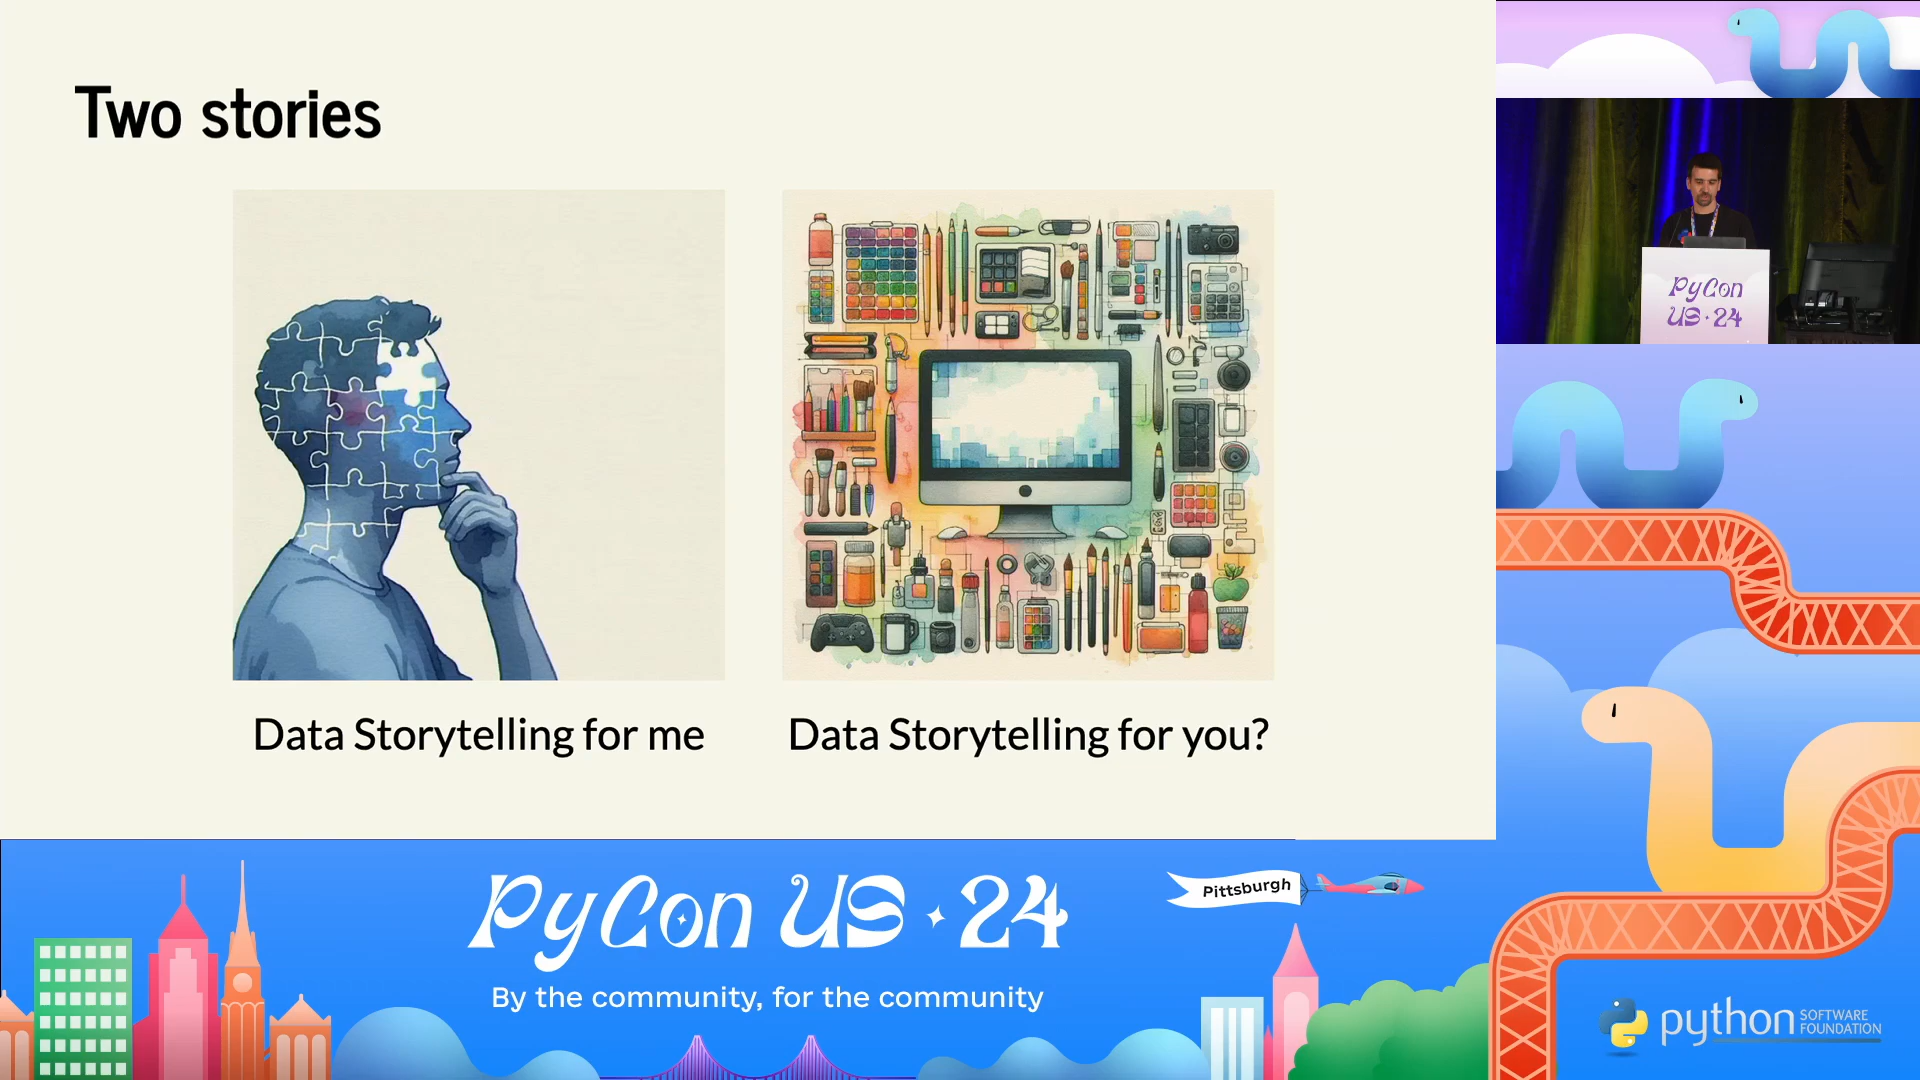 Two stories
Data Storytelling for me
Data Storytelling for you?
PyCon
US · 24
PyCon US · 24
By the community, for the community
Pittsburgh
python
SOFTWARE
FOUNDATION